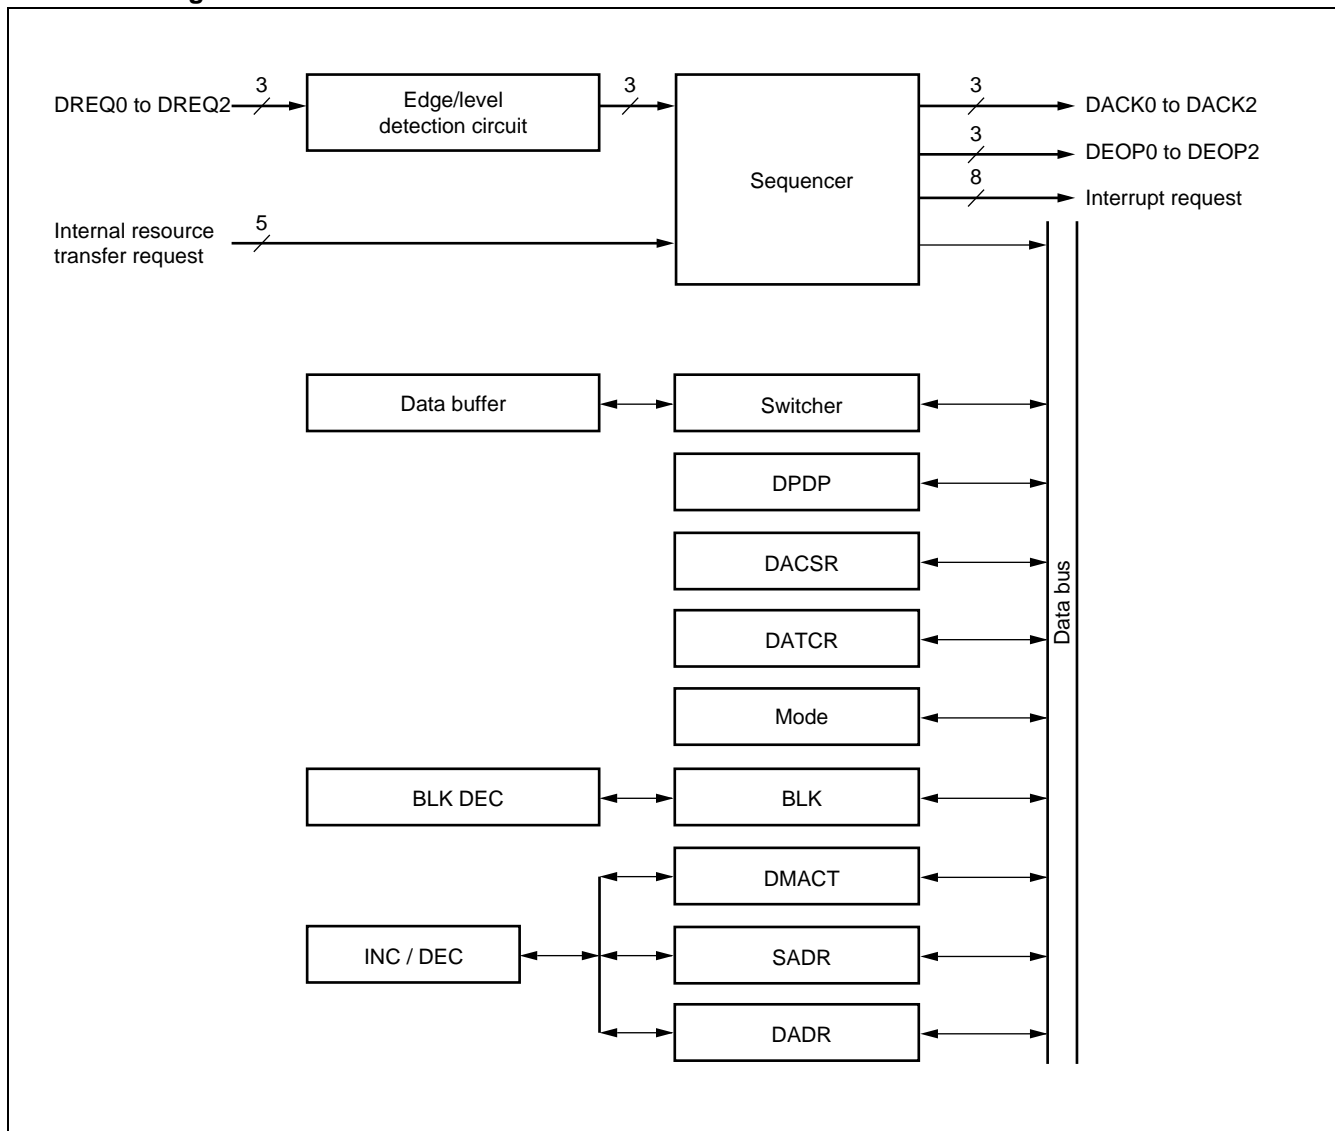 3
3
3
DREQ0 to DREQ2
Edge/level
detection circuit
DACK0 to DACK2
3
DEOP0 to DEOP2
Sequencer
8
Interrupt request
5
Internal resource
transfer request
Data buffer
Switcher
DPDP
DACSR
Data bus
DATCR
Mode
BLK DEC
BLK
DMACT
INC / DEC
SADR
DADR